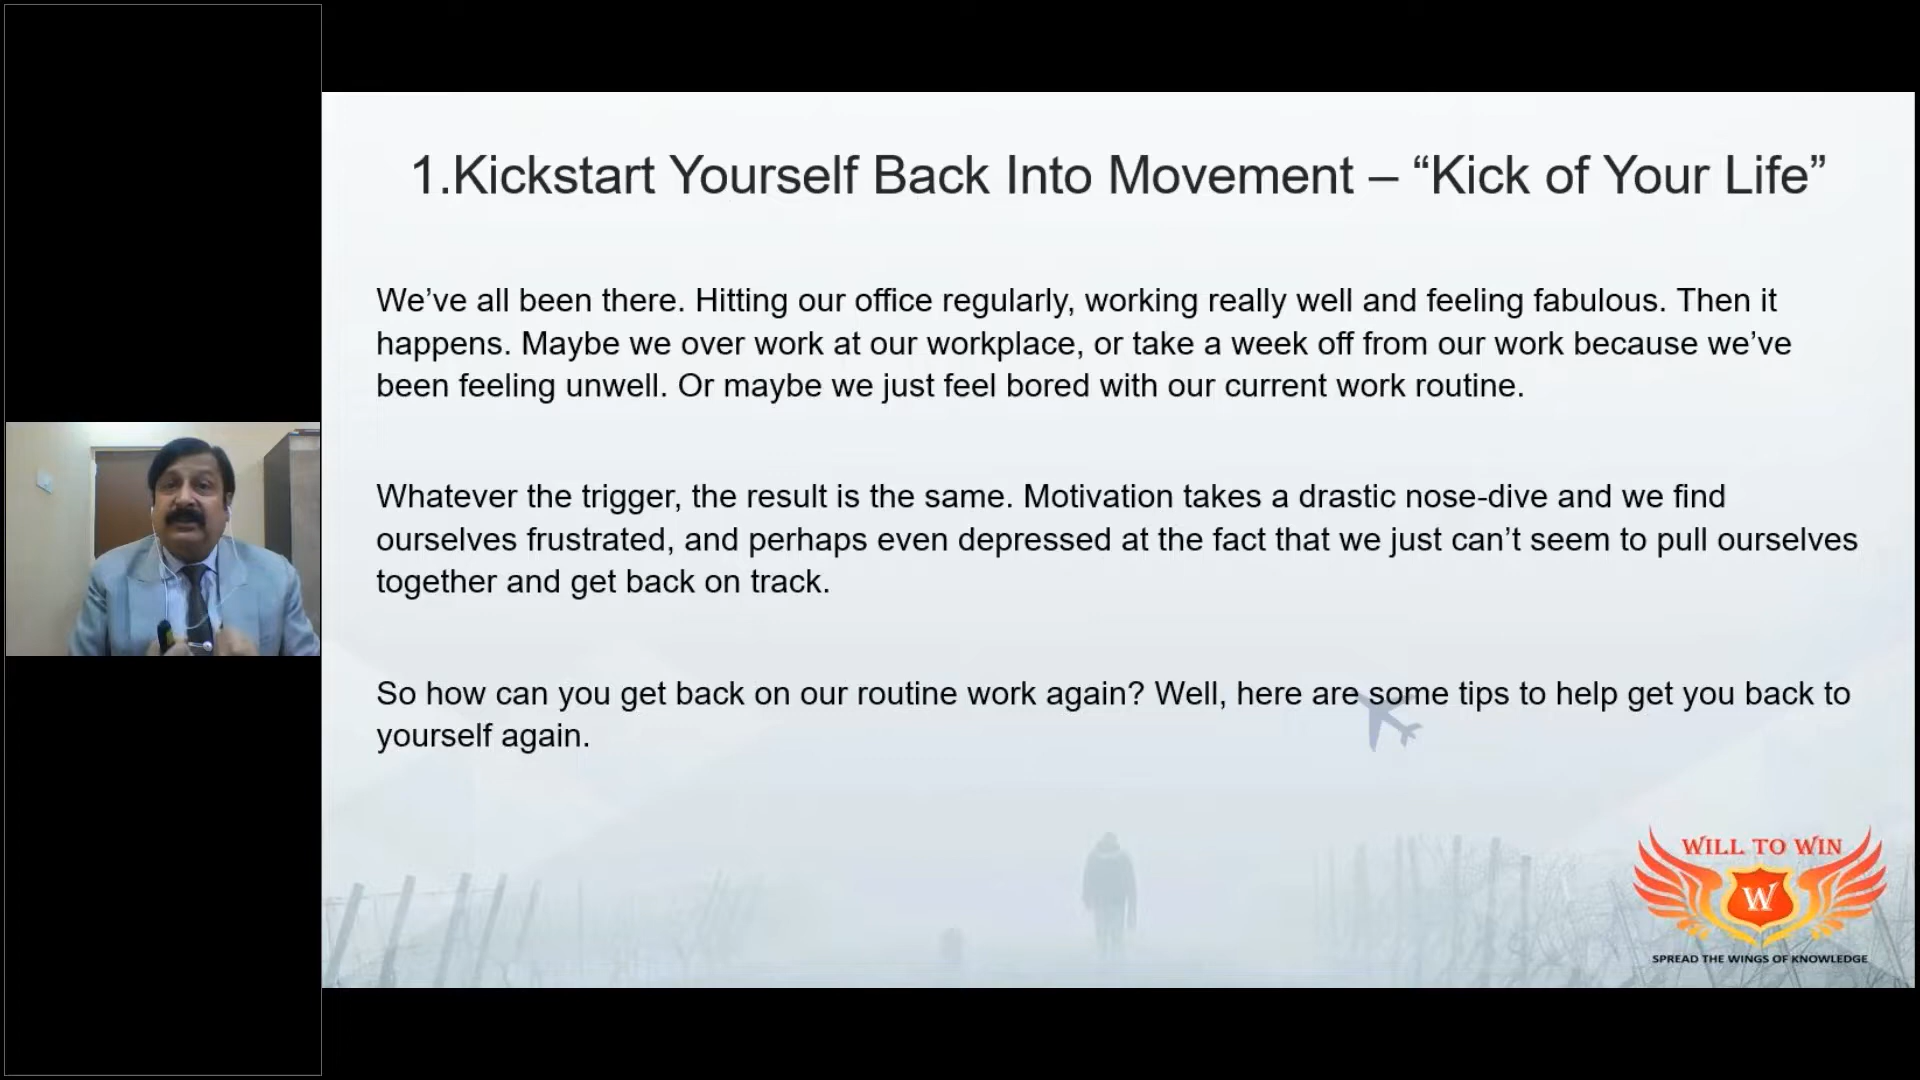 1.Kickstart Yourself Back Into Movement – “Kick of Your Life”
We’ve all been there. Hitting our office regularly, working really well and feeling fabulous. Then it
happens. Maybe we over work at our workplace, or take a week off from our work because we’ve
been feeling unwell. Or maybe we just feel bored with our current work routine.
Whatever the trigger, the result is the same. Motivation takes a drastic nose-dive and we find
ourselves frustrated, and perhaps even depressed at the fact that we just can’t seem to pull ourselves
together and get back on track.
So how can you get back on our routine work again? Well, here are some tips to help get you back to
yourself again.
WILL TO WIN
W
SPREAD THE WINGS OF KNOWLEDGE